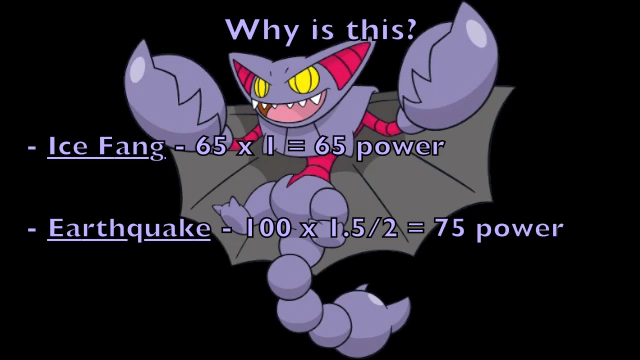 Why is this?
- Ice Fang - 65 x 1 = 65 power
- Earthquake - 100 x 1.5/2 = 75 power